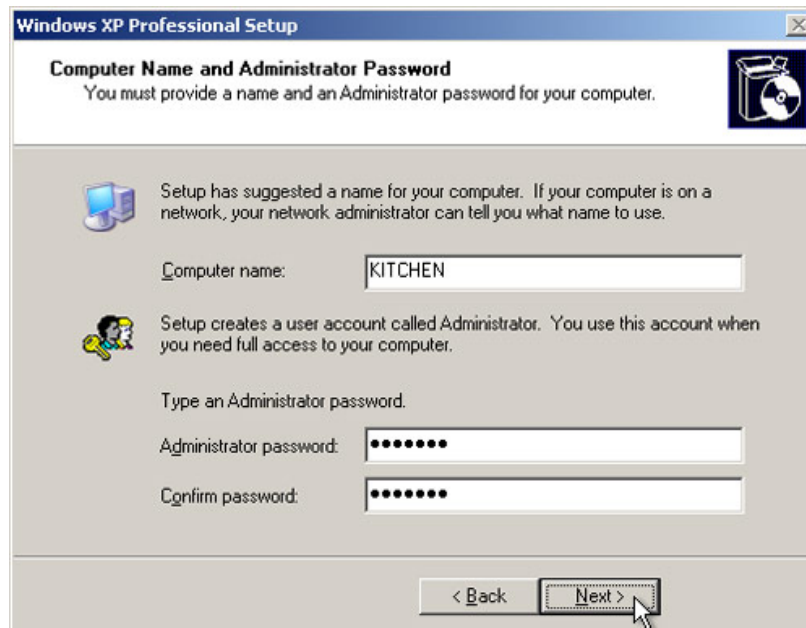 Windows XP Professional Setup
Computer Name and Administrator Password
You must provide a name and an Administrator password for your computer.
Setup has suggested a name for your computer. If your computer is on a
network, your network administrator can tell you what name to use.
Computer name: KITCHEN
Setup creates a user account called Administrator. You use this account when
you need full access to your computer.
Type an Administrator password.
Administrator password: •••••••
Confirm password: •••••••
< Back Next >